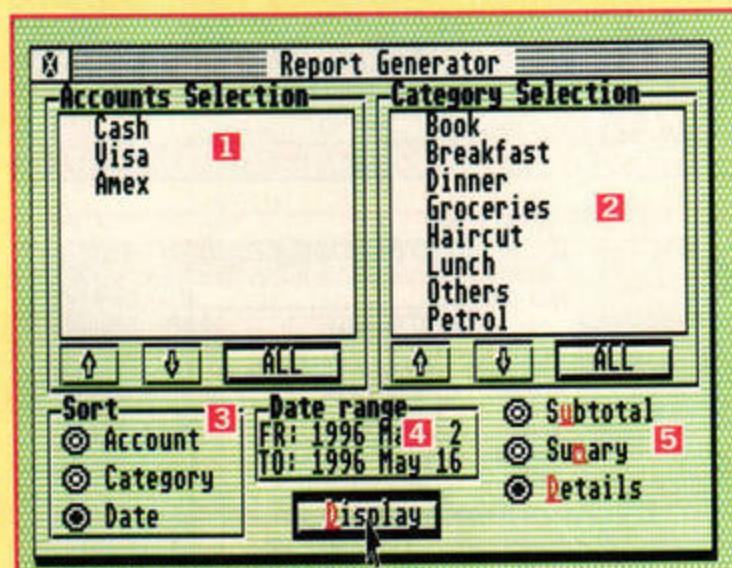 Report Generator
Accounts Selection
Cash
Visa
Amex
1
ALL
Category Selection
Book
Breakfast
Dinner
Groceries
Haircut
Lunch
Others
Petrol
2
ALL
Sort
3
Account
Category
Date
Date range
4
FR: 1996 2
TO: 1996 May 16
Subtotal
Sumary
Details
5
Display